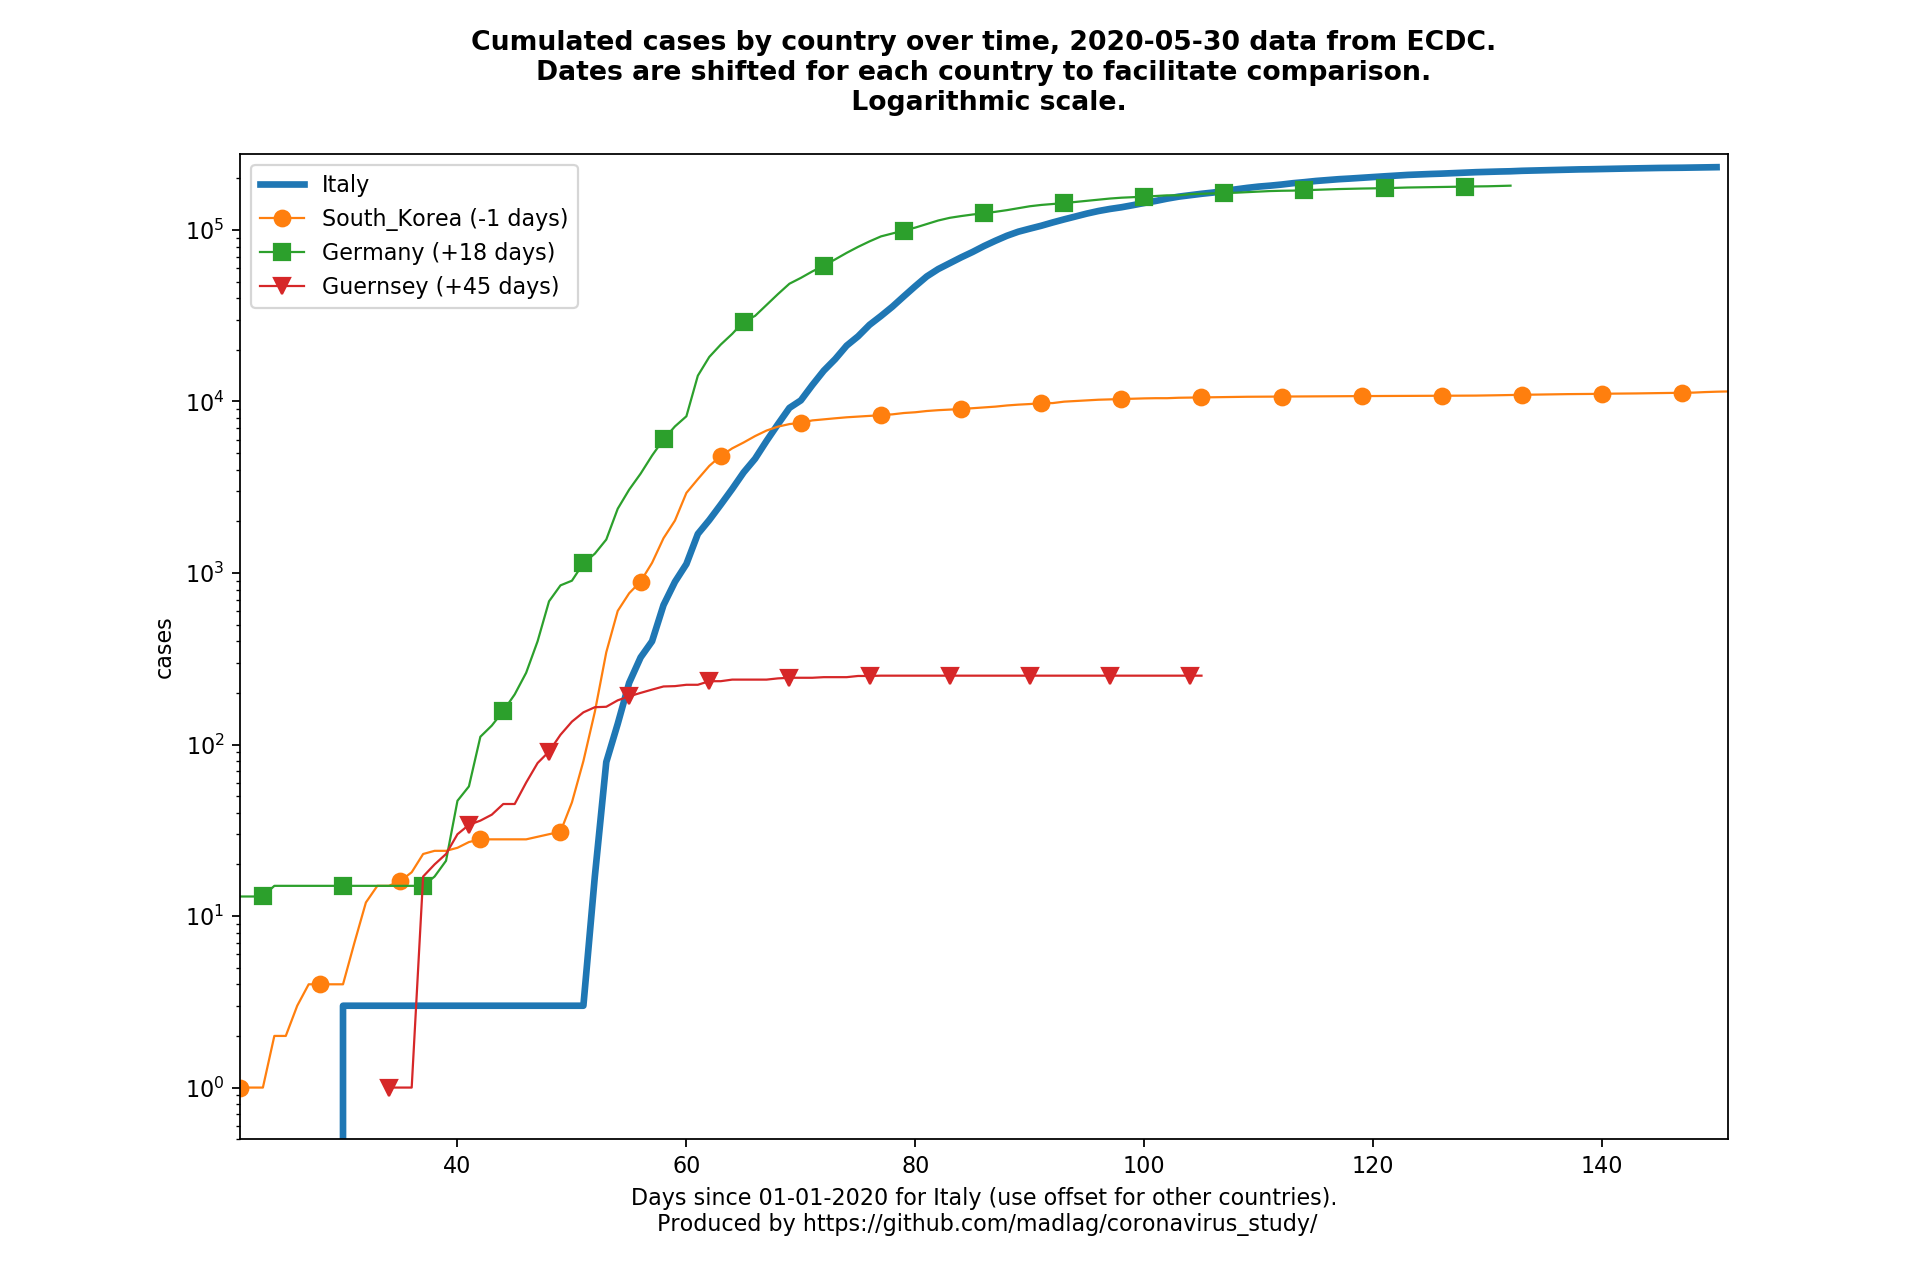 Cumulated cases by country over time, 2020-05-30 data from ECDC.
Dates are shifted for each country to facilitate comparison.
Logarithmic scale.
Italy
South_Korea (-1 days)
Germany (+18 days)
Guernsey (+45 days)
10^5
10^4
10^3
10^2
10^1
10^0
cases
40 60 80 100 120 140
Days since 01-01-2020 for Italy (use offset for other countries).
Produced by https://github.com/madlag/coronavirus_study/